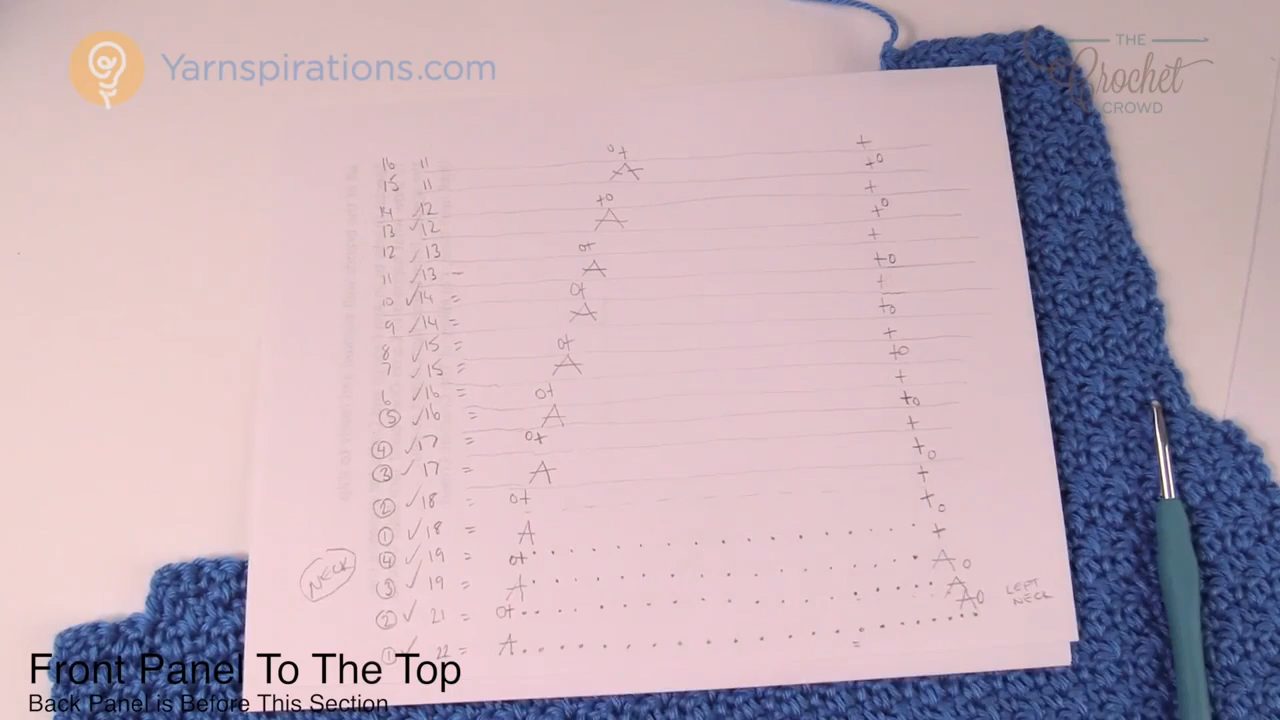 Yarnspirations.com
THE
Crochet
CROWD
16 11
15 11
14 12
13 ✓12
12 13
11 ✓13 –
10 ✓14 =
9 ✓14 =
8 ✓15 =
7 ✓15 =
6 ✓16 =
5 ✓16 =
4 ✓17 =
3 ✓17 =
2 ✓18 =
1 ✓18 =
4 ✓19 =
NECK
3 ✓19 =
2 ✓ 21 =
1 ✓ 22 =
LEFT
NECK
Front Panel To The Top
Back Panel is Before This Section